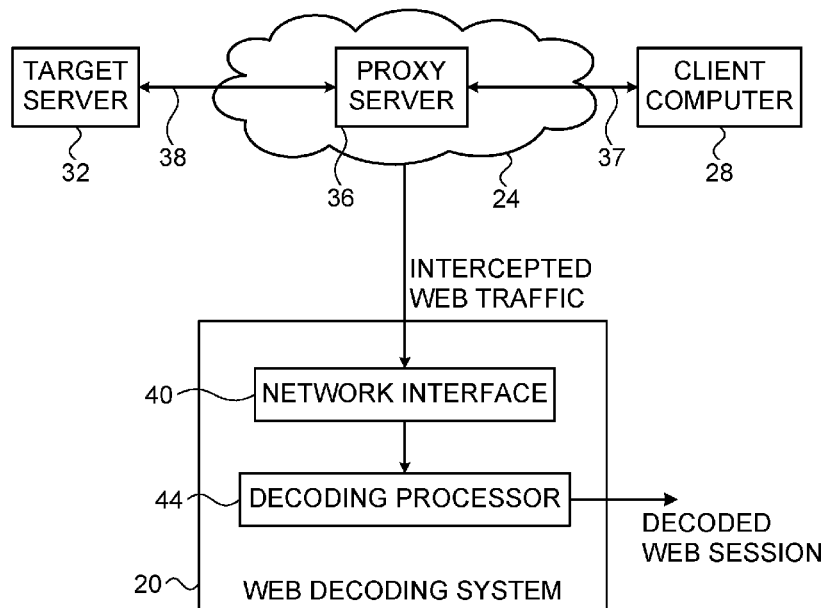 TARGET
SERVER
32
38
PROXY
SERVER
36
24
37
CLIENT
COMPUTER
28
INTERCEPTED
WEB TRAFFIC
40
NETWORK INTERFACE
44
DECODING PROCESSOR
DECODED
WEB SESSION
20
WEB DECODING SYSTEM